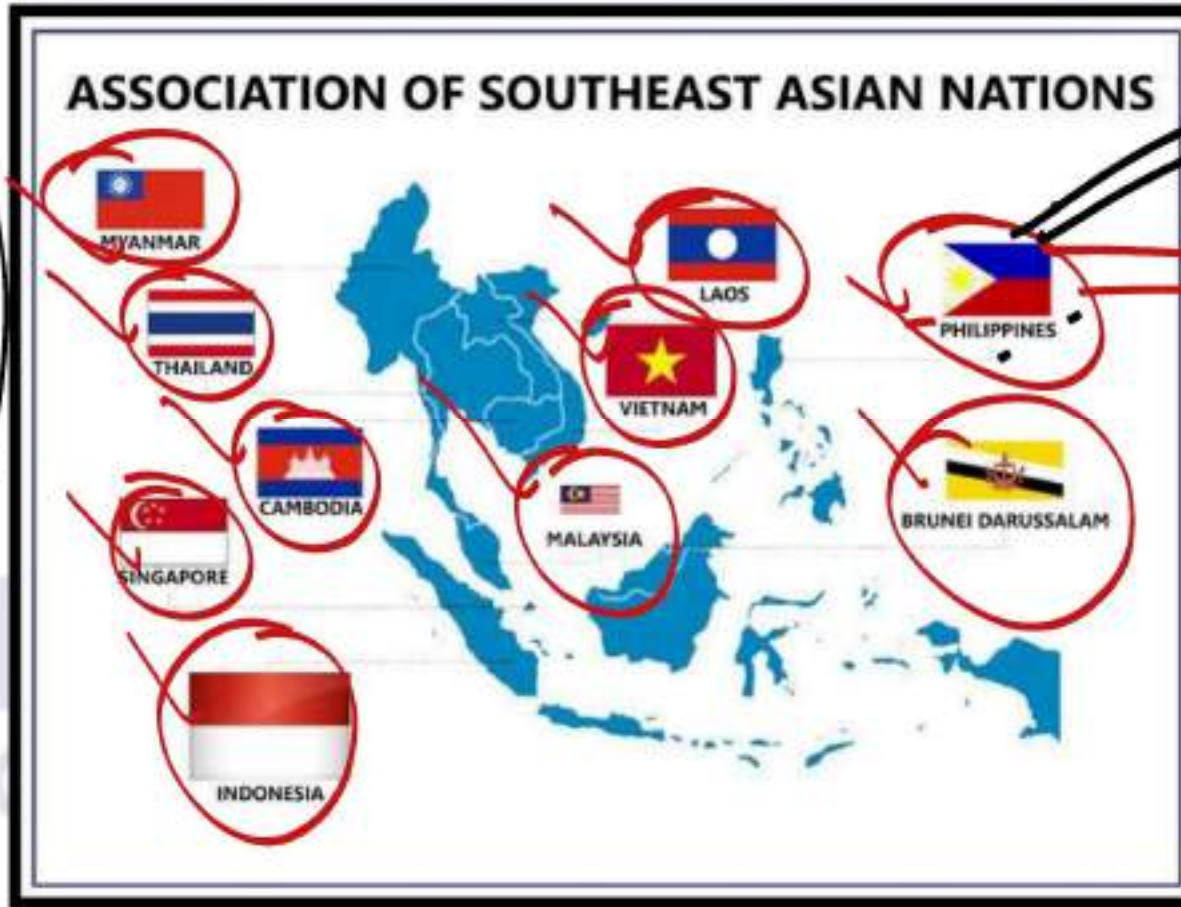 ASSOCIATION OF SOUTHEAST ASIAN NATIONS
MYANMAR
LAOS
THAILAND
PHILIPPINES
VIETNAM
CAMBODIA
MALAYSIA
BRUNEI DARUSSALAM
SINGAPORE
INDONESIA